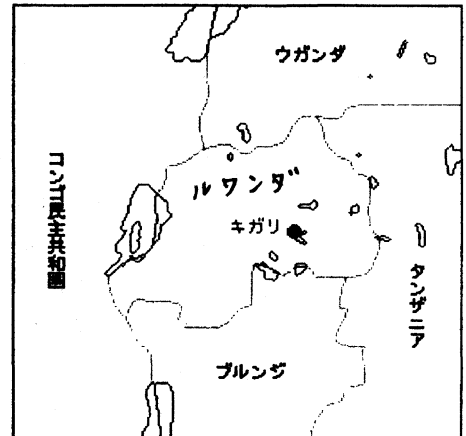 ウガンダ
コンゴ民主共和国
ルワンダ
キガリ
タンザニア
ブルンジ